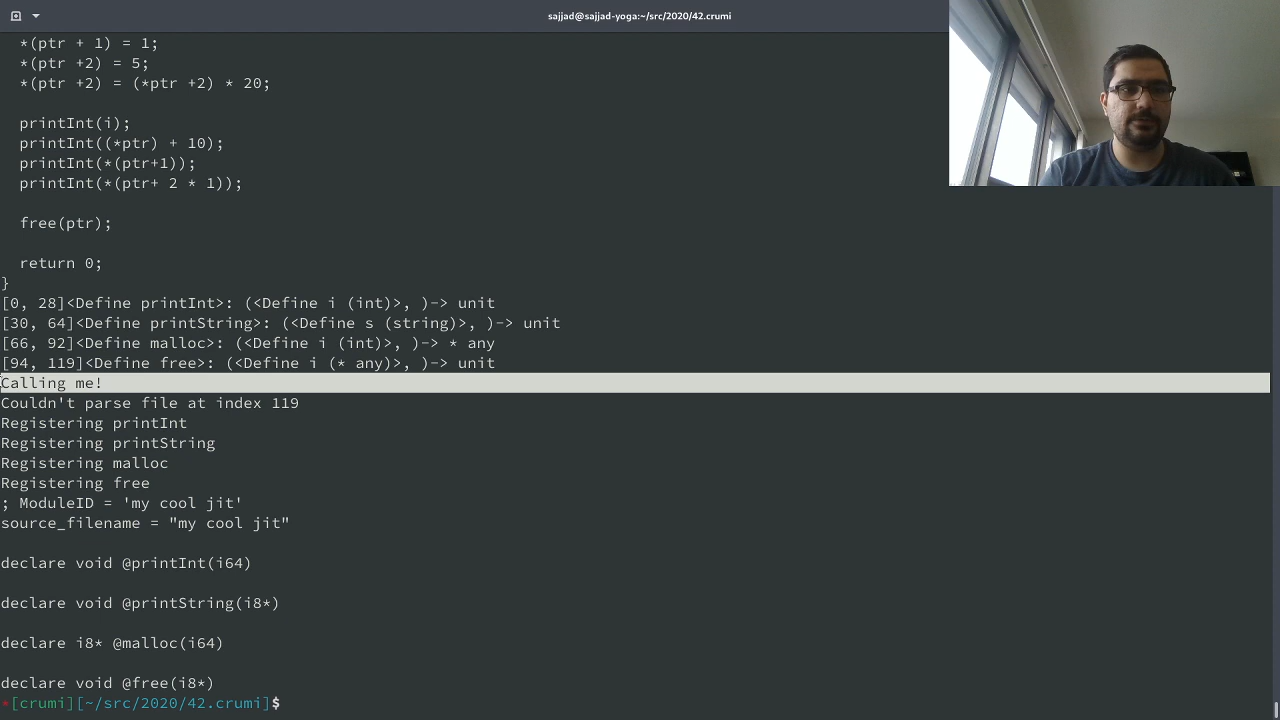 sajjad@sajjad-yoga:~/src/2020/42.crumi
*(ptr + 1) = 1;
*(ptr +2) = 5;
*(ptr +2) = (*ptr +2) * 20;
printInt(i);
printInt((*ptr) + 10);
printInt(*(ptr+1));
printInt(*(ptr+ 2 * 1));
free(ptr);
return 0;
}
[0, 28]<Define printInt>: (<Define i (int)>, )-> unit
[30, 64]<Define printString>: (<Define s (string)>, )-> unit
[66, 92]<Define malloc>: (<Define i (int)>, )-> * any
[94, 119]<Define free>: (<Define i (* any)>, )-> unit
Calling me!
Couldn't parse file at index 119
Registering printInt
Registering printString
Registering malloc
Registering free
; ModuleID = 'my cool jit'
source_filename = "my cool jit"
declare void @printInt(i64)
declare void @printString(i8*)
declare i8* @malloc(i64)
declare void @free(i8*)
*[crumi][~/src/2020/42.crumi]$